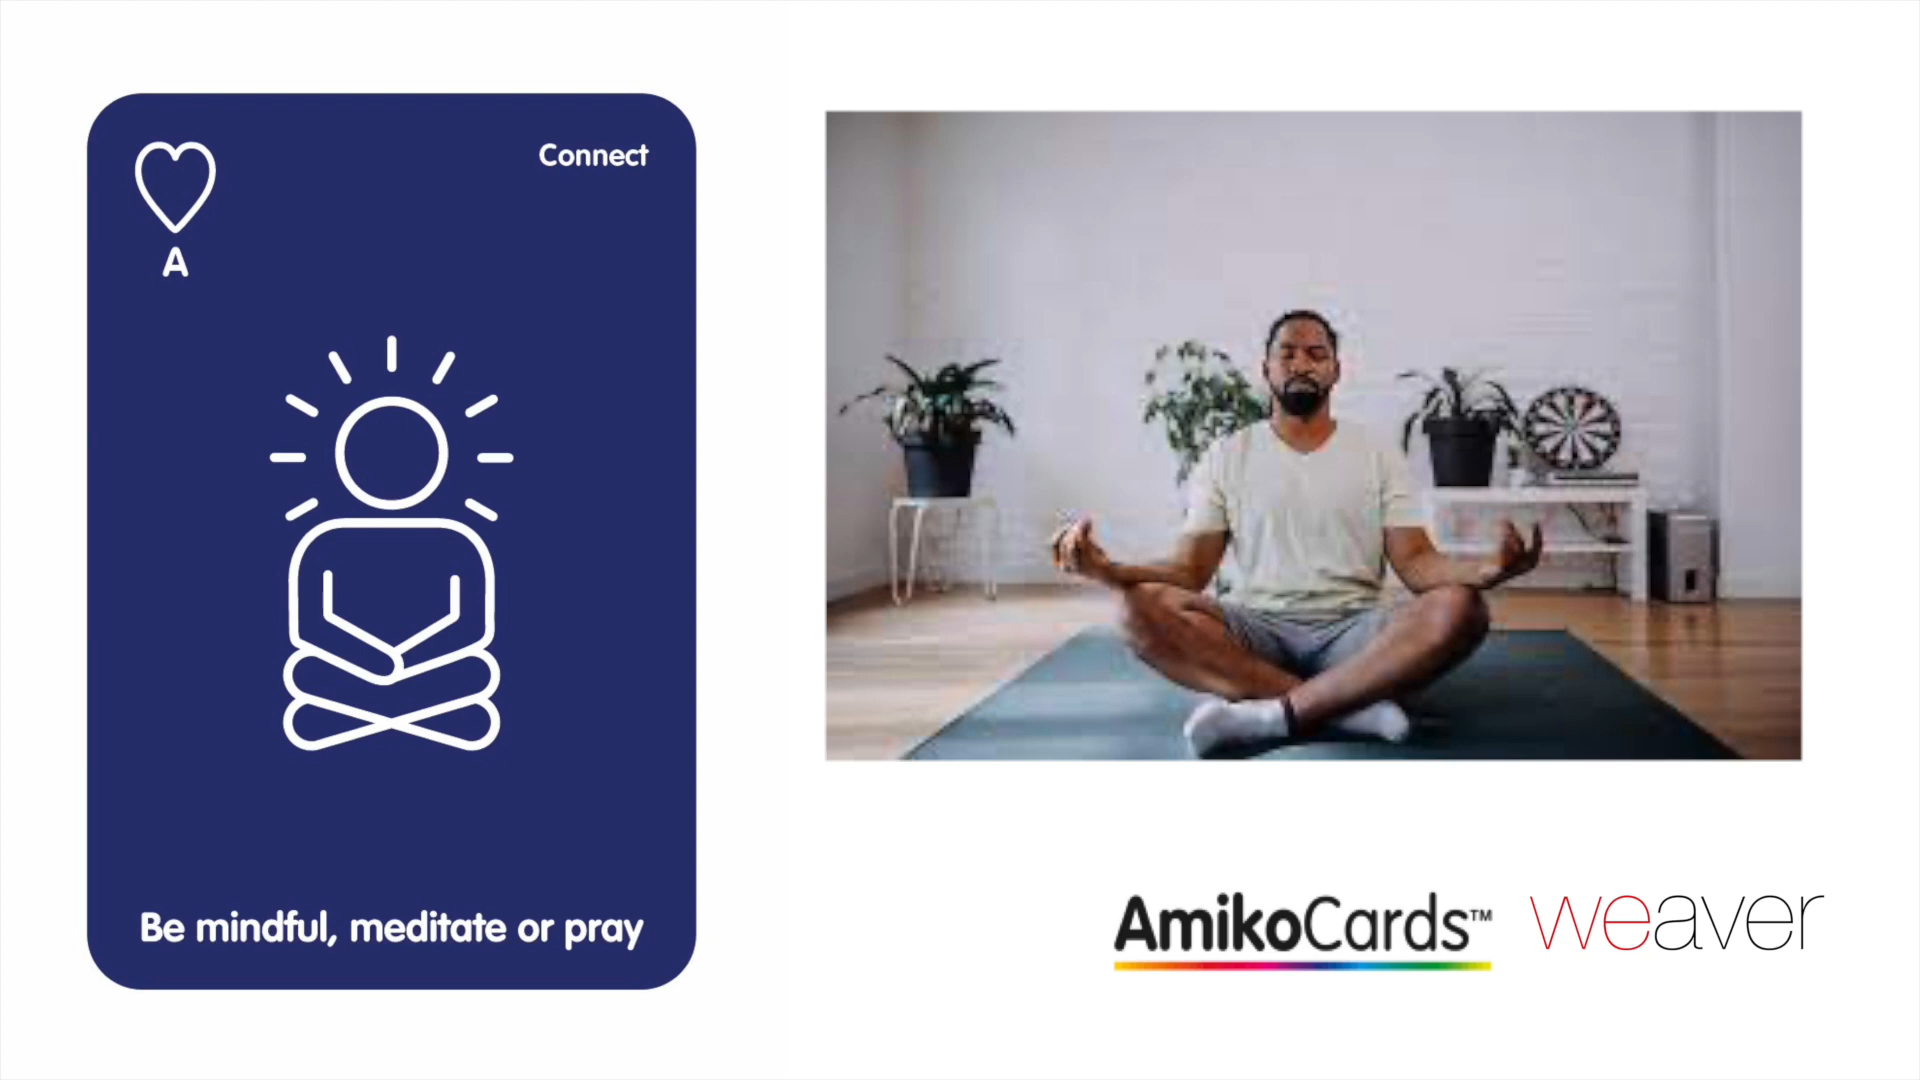 Connect
A
Be mindful, meditate or pray
AmikoCards™
weaver